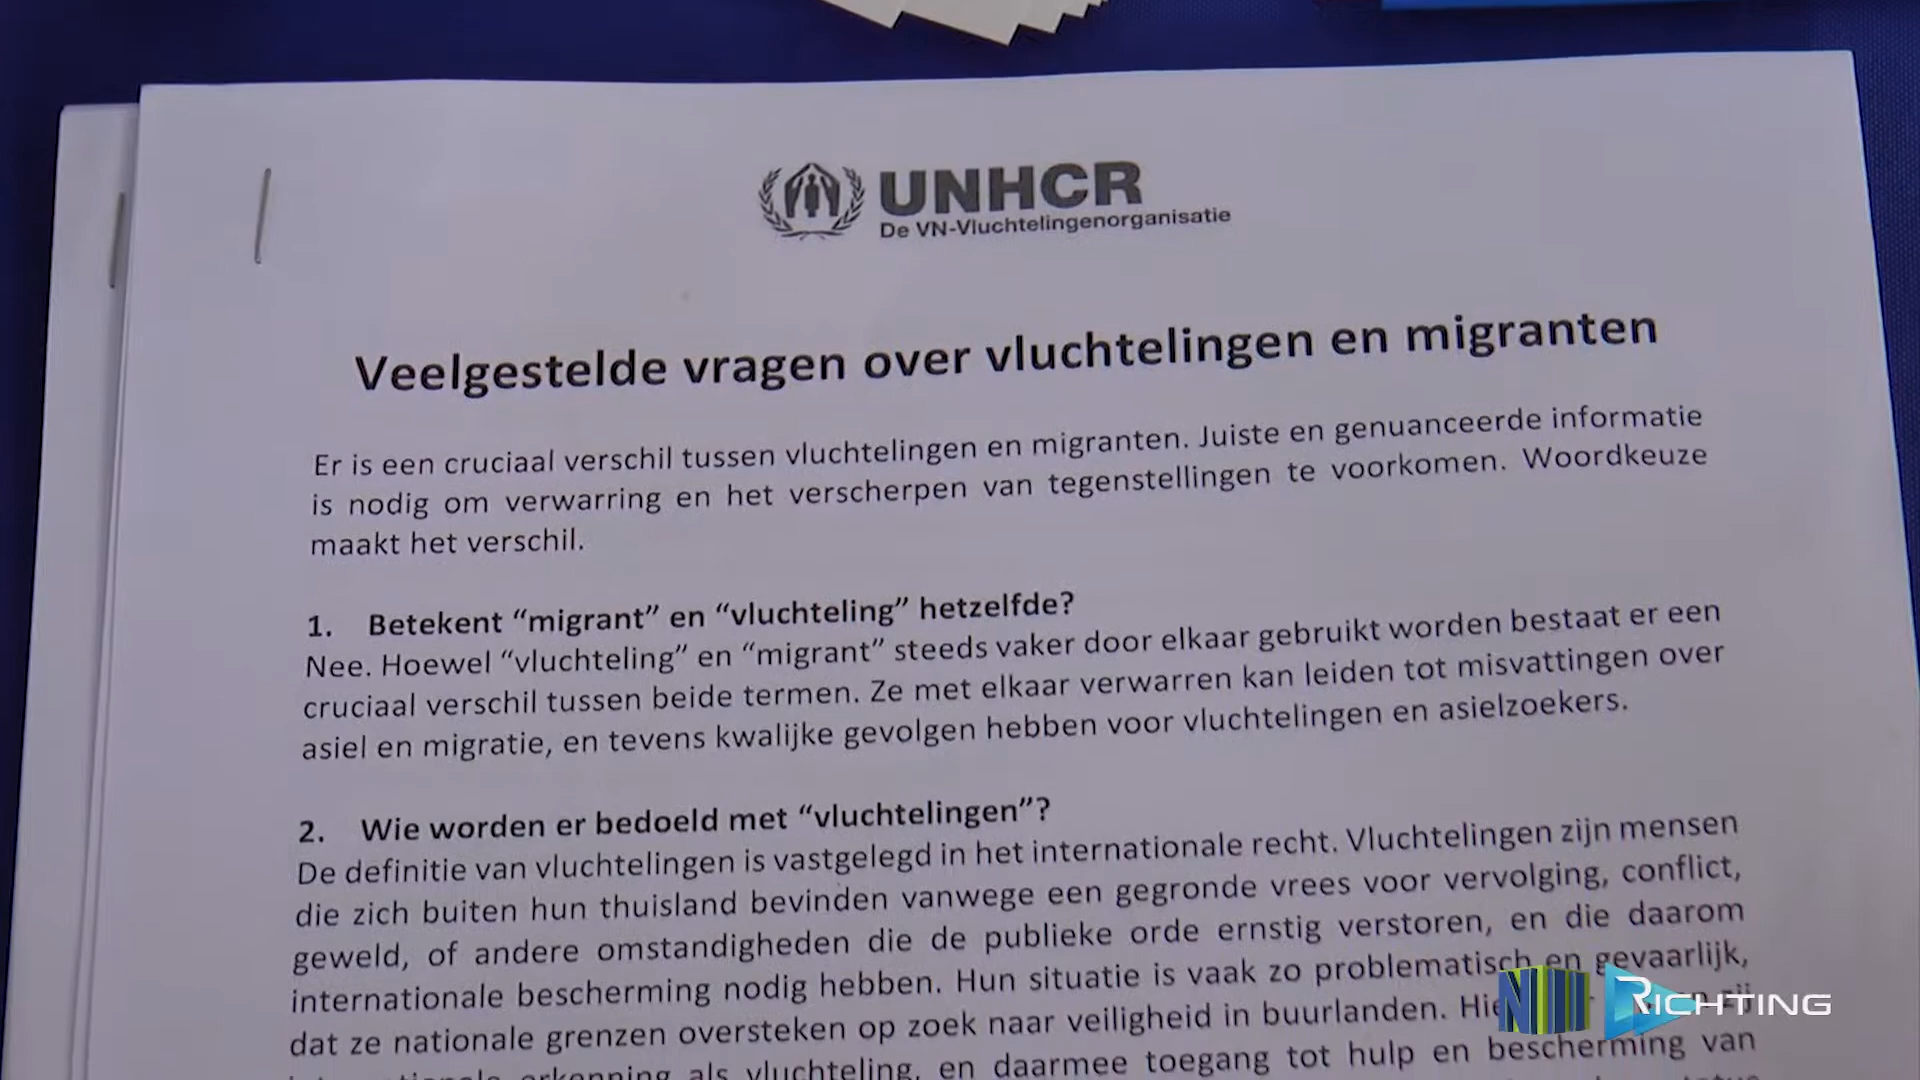 UNHCR
De VN-Vluchtelingenorganisatie
Veelgestelde vragen over vluchtelingen en migranten
Er is een cruciaal verschil tussen vluchtelingen en migranten. Juiste en genuanceerde informatie
is nodig om verwarring en het verscherpen van tegenstellingen te voorkomen. Woordkeuze
maakt het verschil.
1. Betekent “migrant” en “vluchteling” hetzelfde?
Nee. Hoewel “vluchteling” en “migrant” steeds vaker door elkaar gebruikt worden bestaat er een
cruciaal verschil tussen beide termen. Ze met elkaar verwarren kan leiden tot misvattingen over
asiel en migratie, en tevens kwalijke gevolgen hebben voor vluchtelingen en asielzoekers.
2. Wie worden er bedoeld met “vluchtelingen”?
De definitie van vluchtelingen is vastgelegd in het internationale recht. Vluchtelingen zijn mensen
die zich buiten hun thuisland bevinden vanwege een gegronde vrees voor vervolging, conflict,
geweld, of andere omstandigheden die de publieke orde ernstig verstoren, en die daarom
internationale bescherming nodig hebben. Hun situatie is vaak zo problematisch en gevaarlijk,
dat ze nationale grenzen oversteken op zoek naar veiligheid in buurlanden. zij
erkenning als vluchteling, en daarmee toegang tot hulp en bescherming van
RICHTING